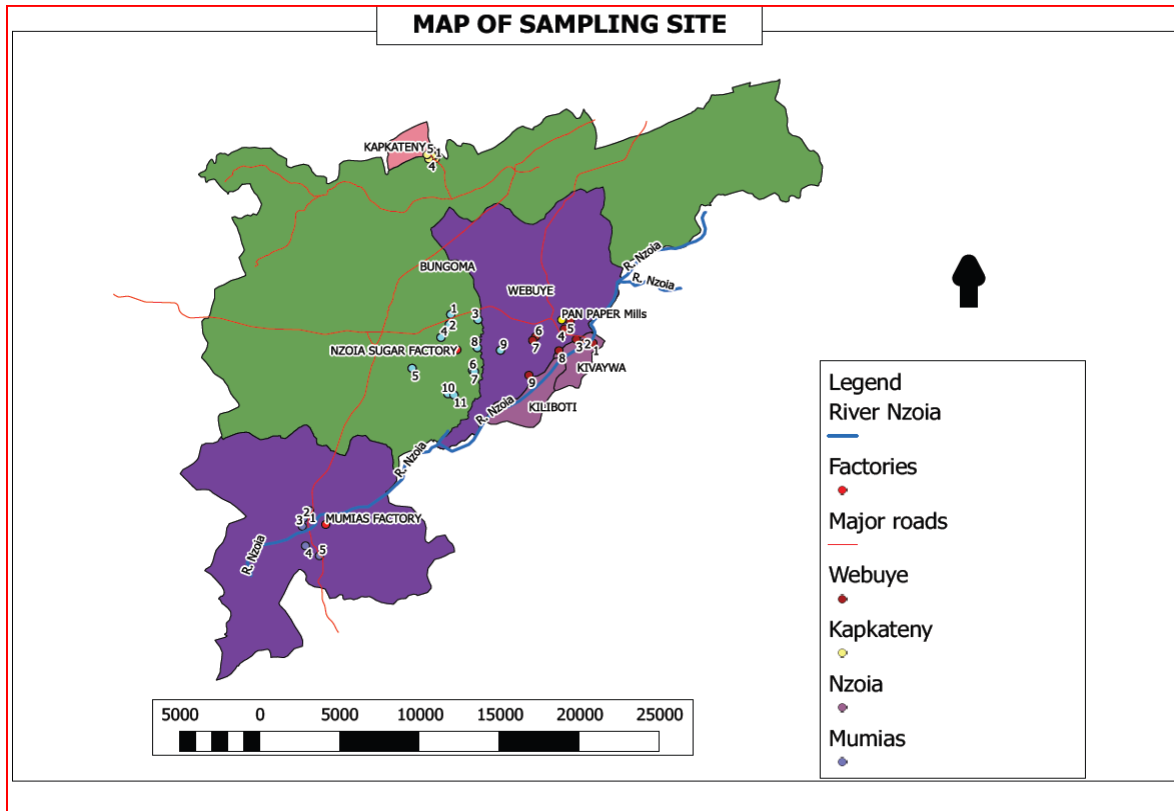 MAP OF SAMPLING SITE
KAPKATENY
5
1
4
R. Nzoia
R. Nzoia
BUNGOMA
WEBUYE
1
2
3
4
PAN PAPER Mills
5
4
6
7
3
2
1
8
NZOIA SUGAR FACTORY
8
9
5
6
7
KIVAYWA
9
10
11
KILIBOTI
R. Nzoia
R. Nzoia
2
3
1
MUMIAS FACTORY
4
5
R. Nzoia
Legend
River Nzoia
Factories
Major roads
Webuye
Kapkateny
Nzoia
Mumias
5000 0 5000 10000 15000 20000 25000